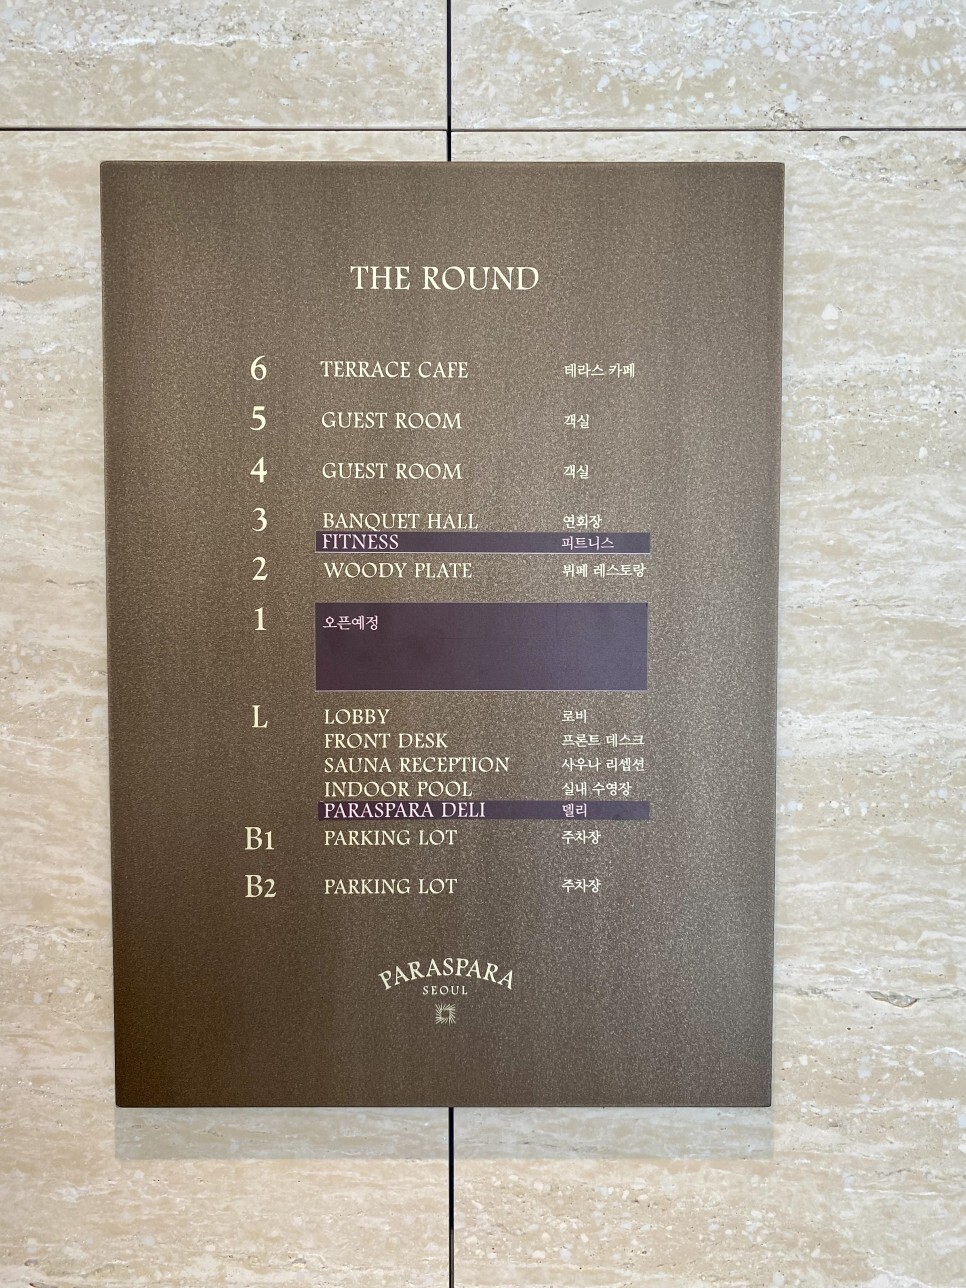 THE ROUND
6 TERRACE CAFE 테라스 카페
5 GUEST ROOM 객실
4 GUEST ROOM 객실
3 BANQUET HALL 연회장
FITNESS 피트니스
2 WOODY PLATE 뷔페 레스토랑
1 오픈예정
L LOBBY 로비
FRONT DESK 프론트 데스크
SAUNA RECEPTION 사우나 리셉션
INDOOR POOL 실내 수영장
PARASPARA DELI 델리
B1 PARKING LOT 주차장
B2 PARKING LOT 주차장
PARASPARA
SEOUL